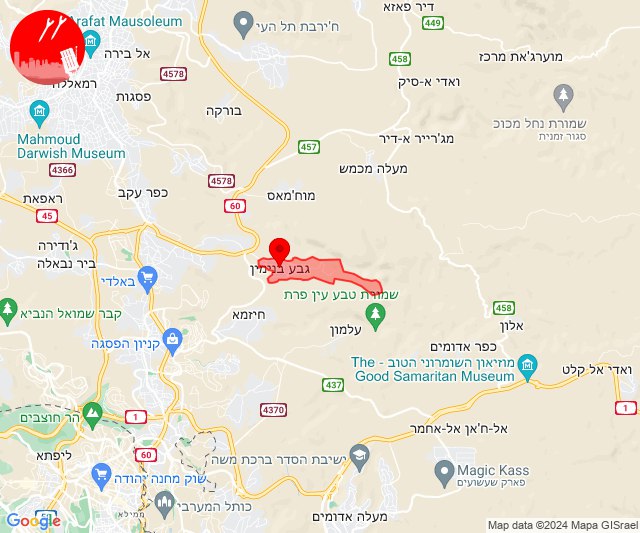 דיר פאזא
449
Arafat Mausoleum
ח'ירבת תל העי
אל בירה
458
מוערג'את מרכז
4578
ואדי א-סיק
רמאללה
פסגות
בורקה
שמורת נחל מכוך
סגור זמנית
Mahmoud
Darwish Museum
457
מג'רייר א-דיר
4366
4578
מעלה מכמש
כפר עקב
מוח'מאס
ראפאת
60
45
ג'ודירה
ביר נבאלה
באלדי
גבע בנימין
שמורת טבע עין פרת
קבר שמואל הנביא
חיזמא
458
אלון
עלמון
קניון הפסגה
כפר אדומים
מוזיאון השומרוני הטוב - The
Good Samaritan Museum
ואדי אל קלט
437
1
הר חוצבים
1
4370
אל-ח'אן אל-אחמר
ליפתא
60
ישיבת הסדר ברכת משה
שוק מחנה יהודה
Magic Kass
פארק שעשועים
כותל המערבי
ממילא
50
מעלה אדומים
Google
Map data ©2024 Mapa GISrael